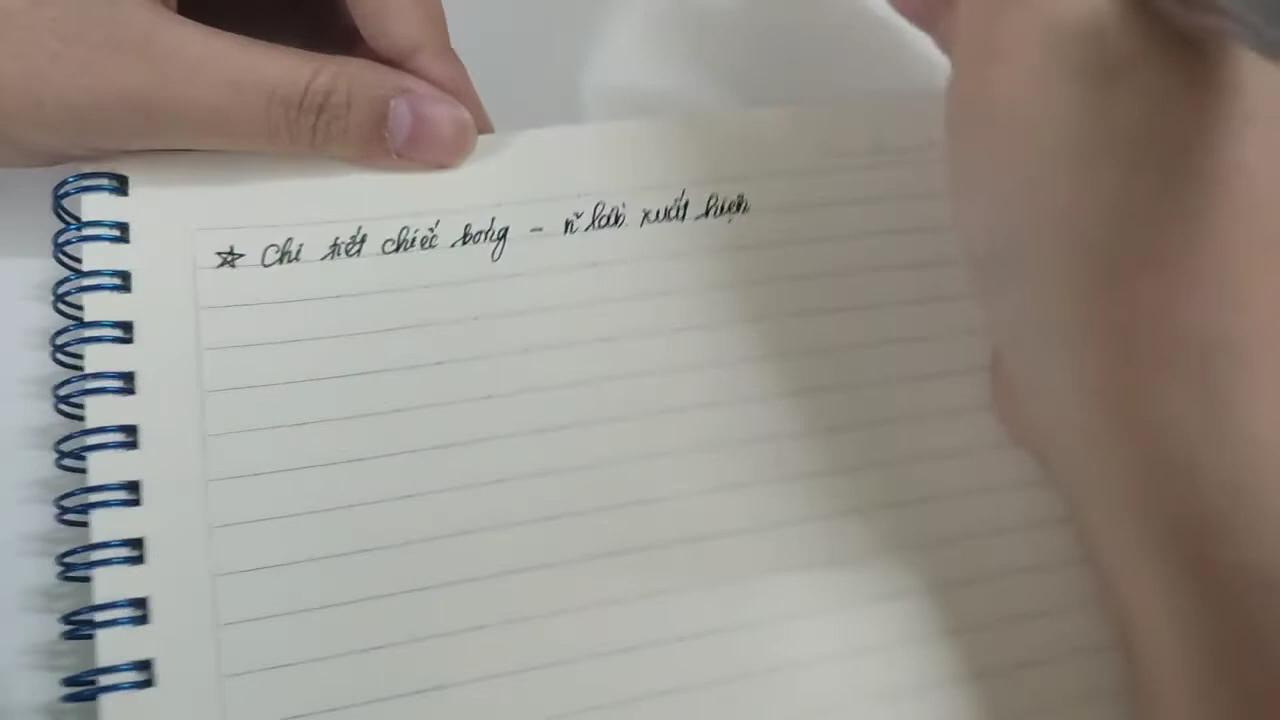 ☆ Chi tiết chiếc bóng - n~ lần xuất hiện